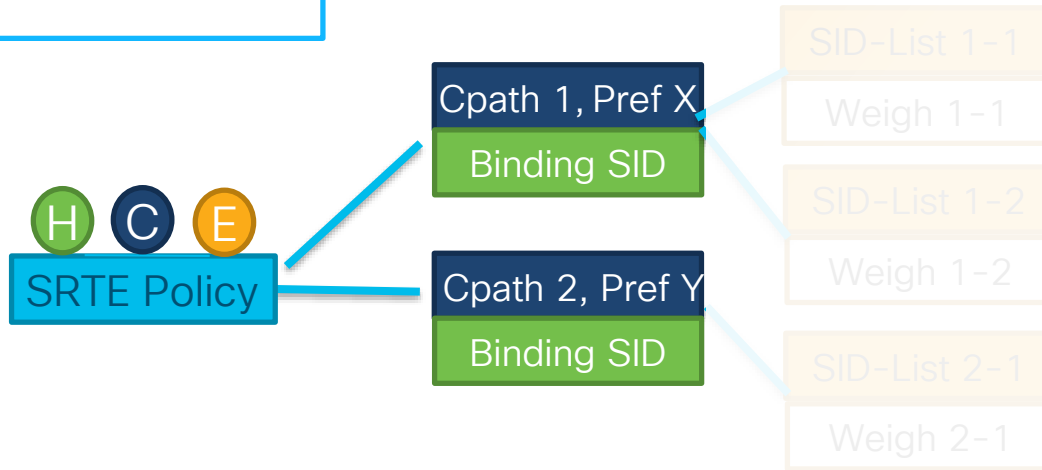 H C E
SRTE Policy
Cpath 1, Pref X
Binding SID
Cpath 2, Pref Y
Binding SID
SID-List 1-1
Weigh 1-1
SID-List 1-2
Weigh 1-2
SID-List 2-1
Weigh 2-1